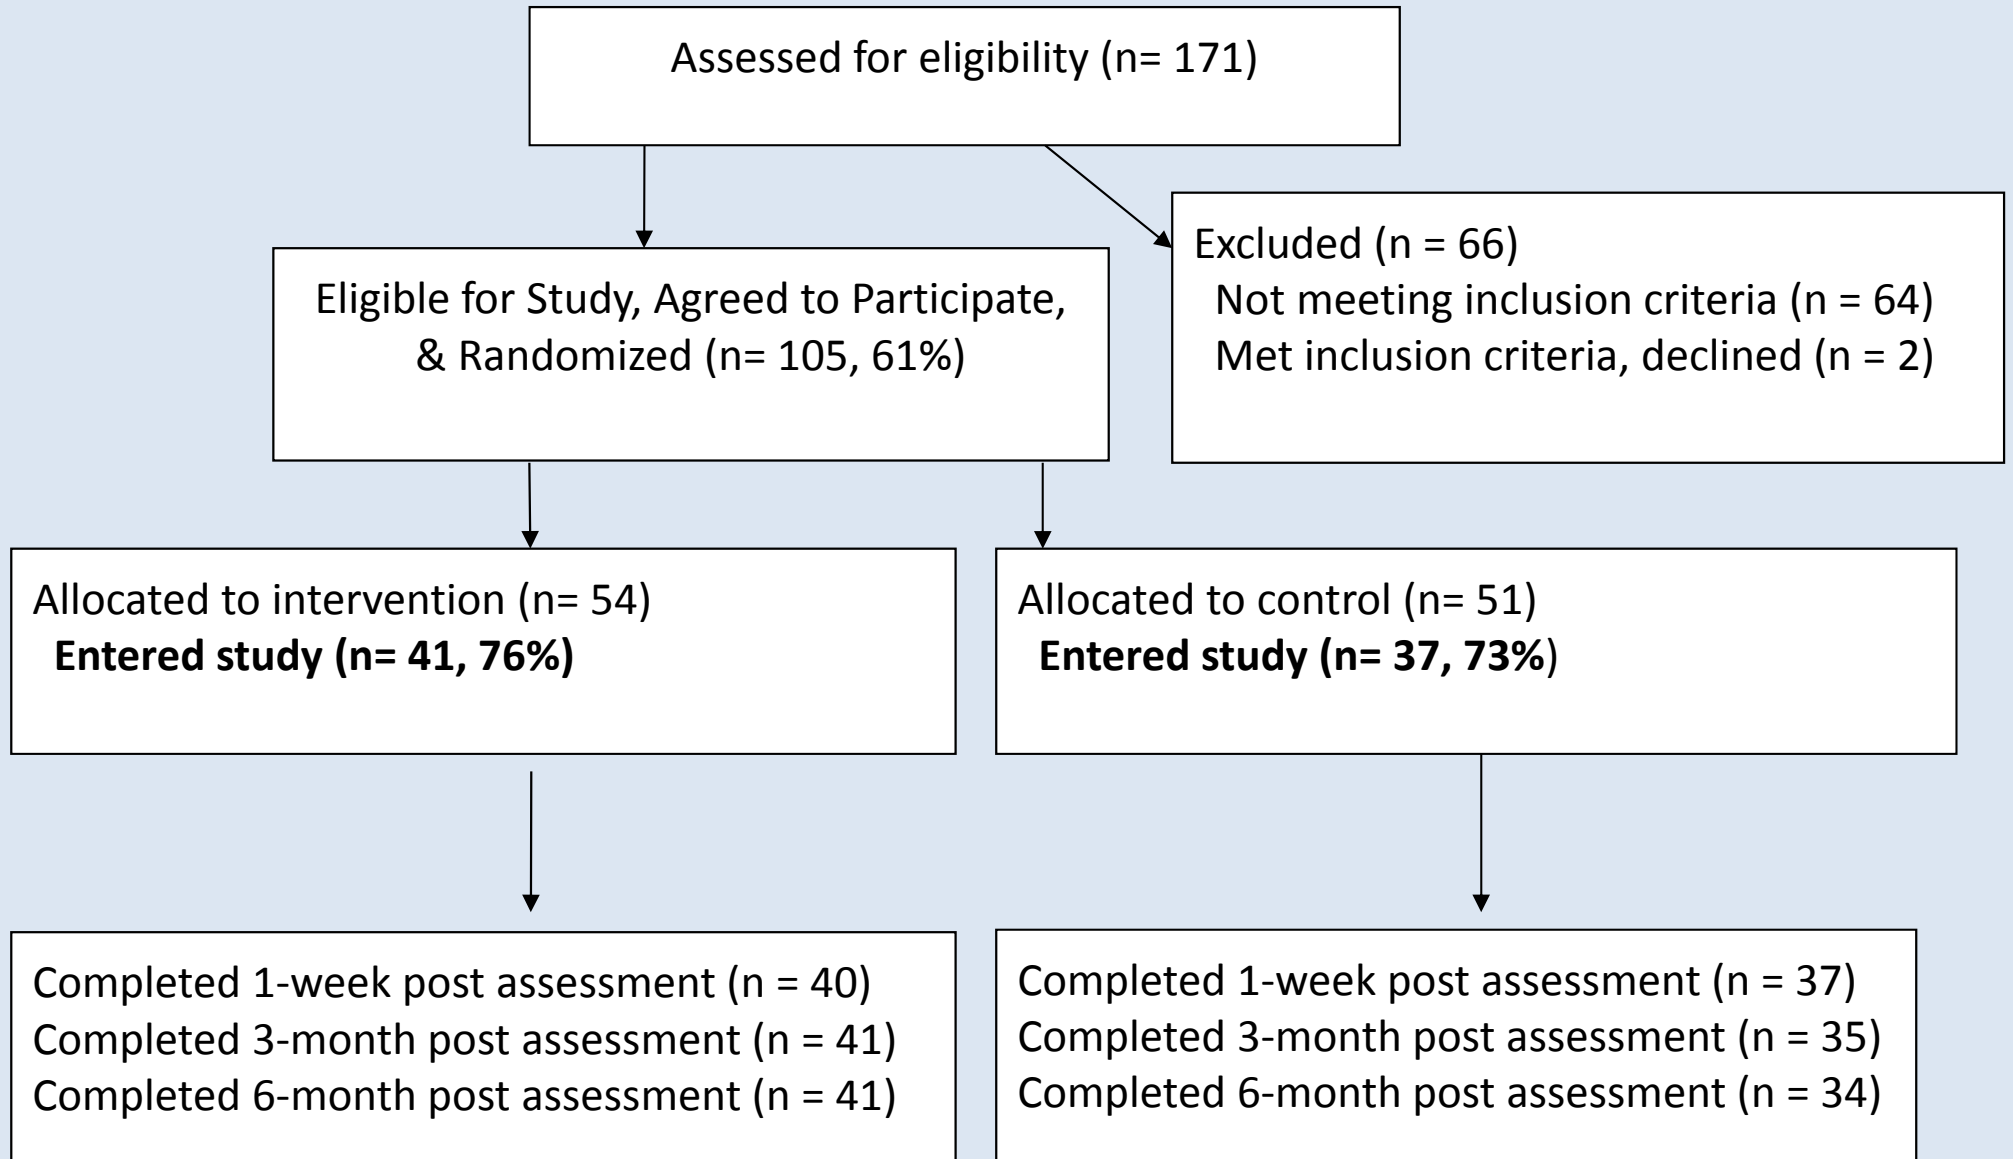 Assessed for eligibility (n= 171)
Excluded (n = 66)
Not meeting inclusion criteria (n = 64)
Met inclusion criteria, declined (n = 2)
Eligible for Study, Agreed to Participate,
& Randomized (n= 105, 61%)
Allocated to intervention (n= 54)
Entered study (n= 41, 76%)
Allocated to control (n= 51)
Entered study (n= 37, 73%)
Completed 1-week post assessment (n = 40)
Completed 3-month post assessment (n = 41)
Completed 6-month post assessment (n = 41)
Completed 1-week post assessment (n = 37)
Completed 3-month post assessment (n = 35)
Completed 6-month post assessment (n = 34)